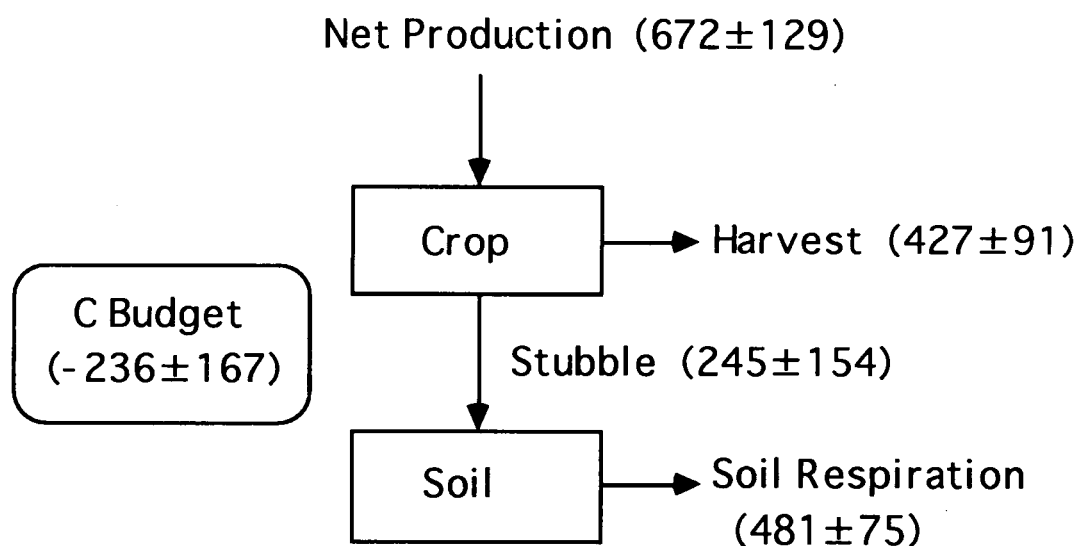 Net Production (672±129)
Crop
Harvest (427±91)
C Budget
(-236±167)
Stubble (245±154)
Soil
Soil Respiration
(481±75)